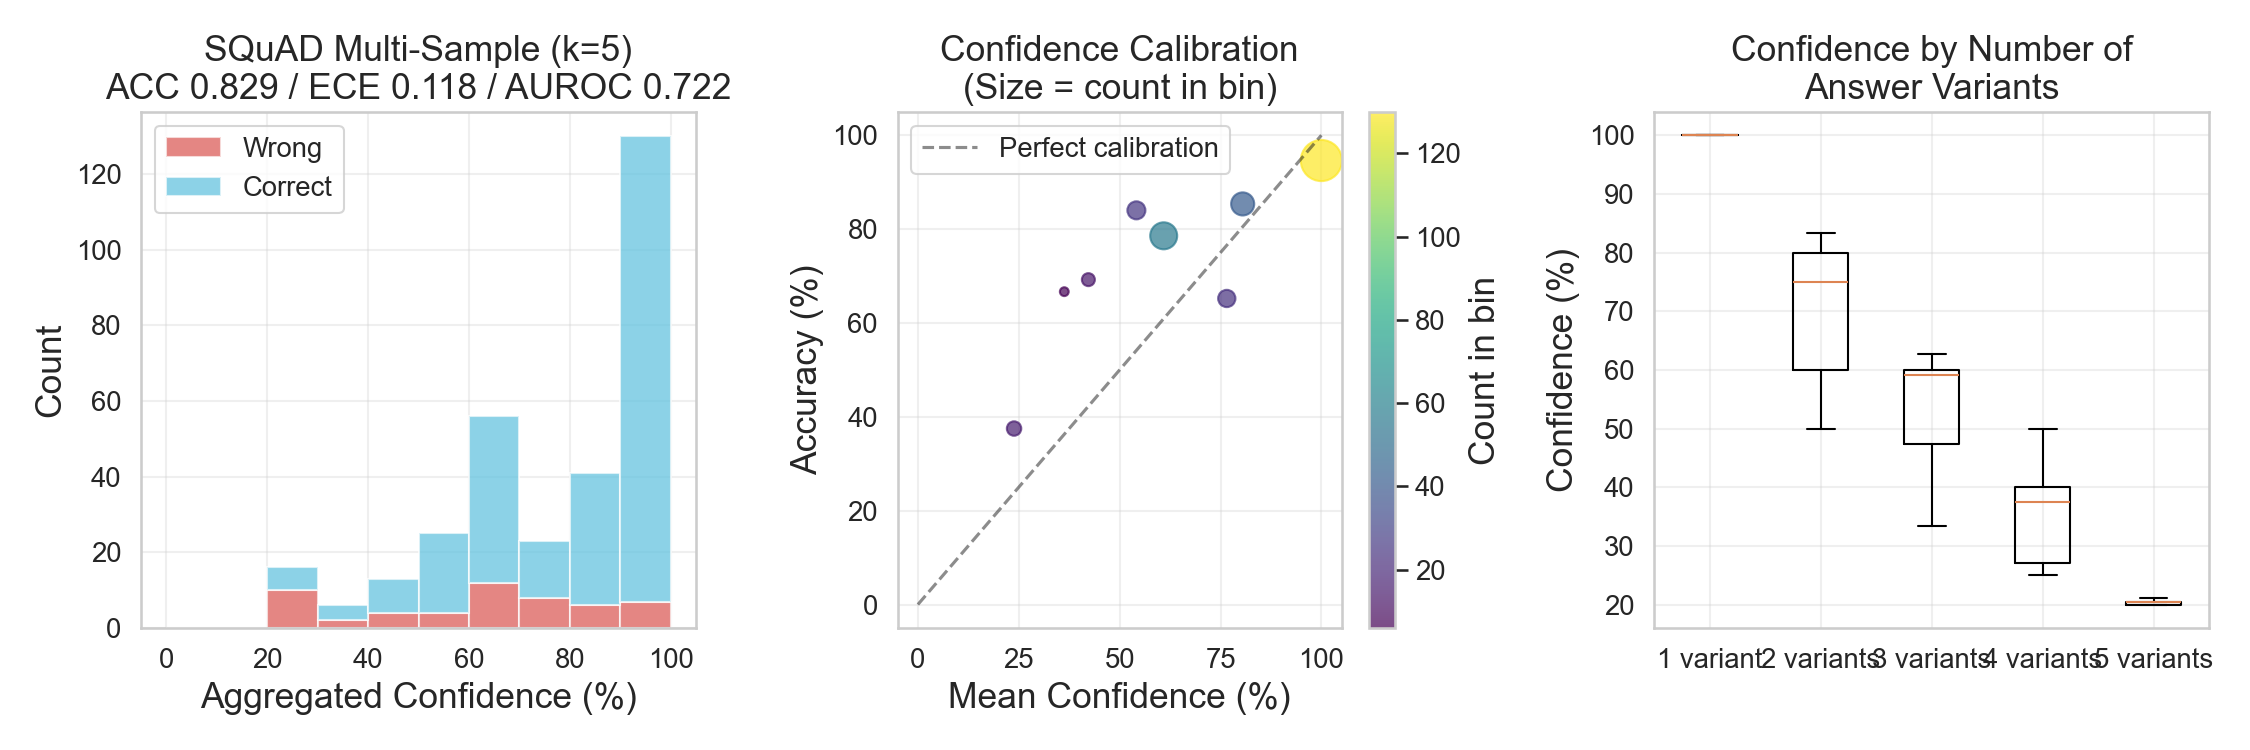 SQuAD Multi-Sample (k=5)
ACC 0.829 / ECE 0.118 / AUROC 0.722
Wrong
Correct
Count
0
20
40
60
80
100
120
0
20
40
60
80
100
Aggregated Confidence (%)
Confidence Calibration
(Size = count in bin)
Perfect calibration
Accuracy (%)
100
80
60
40
20
0
0
25
50
75
100
Mean Confidence (%)
120
100
80
60
40
20
Count in bin
Confidence by Number of
Answer Variants
Confidence (%)
100
90
80
70
60
50
40
30
20
1 variant
2 variants
3 variants
4 variants
5 variants